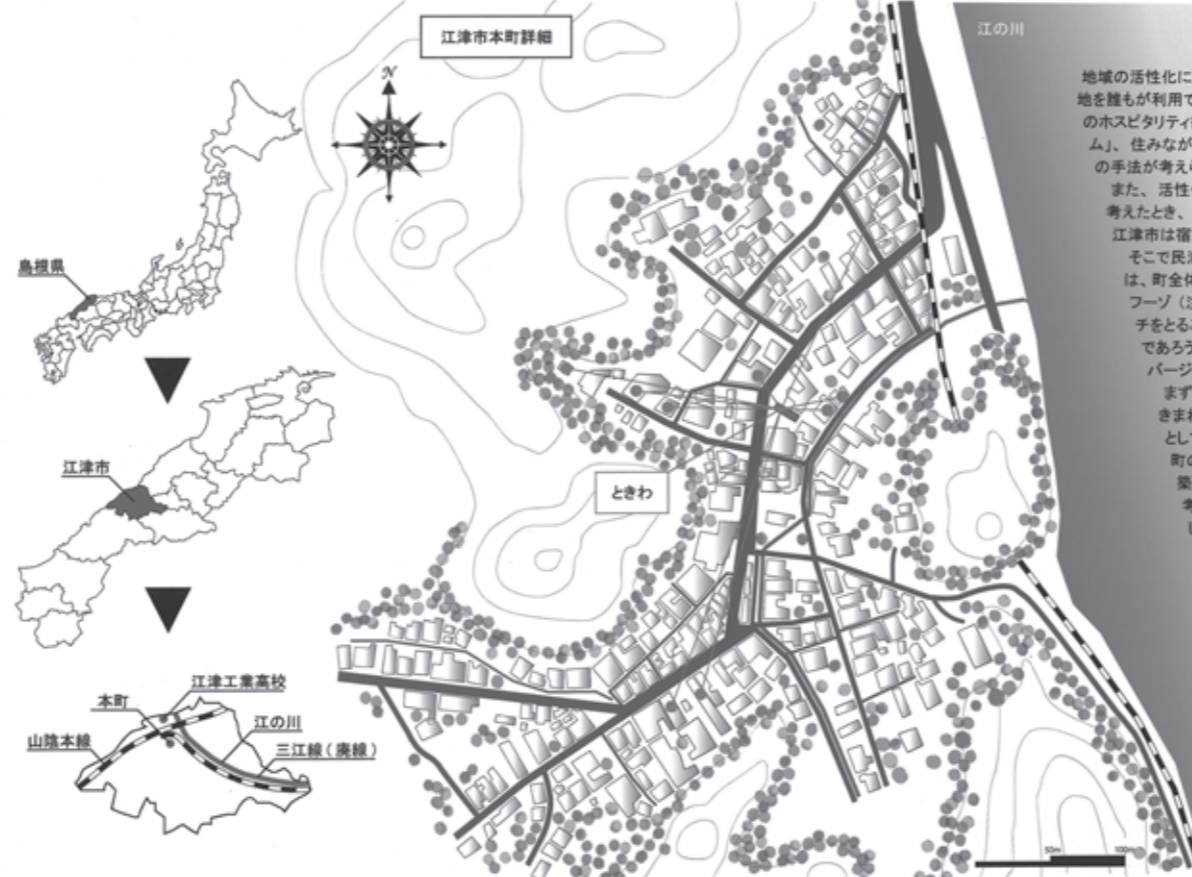 江津市本町詳細
N
江の川
島根県
江津市
ときわ
江津工業高校
本町
江の川
山陰本線
三江線（廃線）
50m
100m
地域の活性化に
地を誰もが利用で
のホスピタリティ
ム」、住みなが
の手法が考え
また、活性
考えたとき、
江津市は宿
そこで民
は、町全体
フーゾ（
チをとる
であろう
バージ
まず
きまれ
とし
町の
築